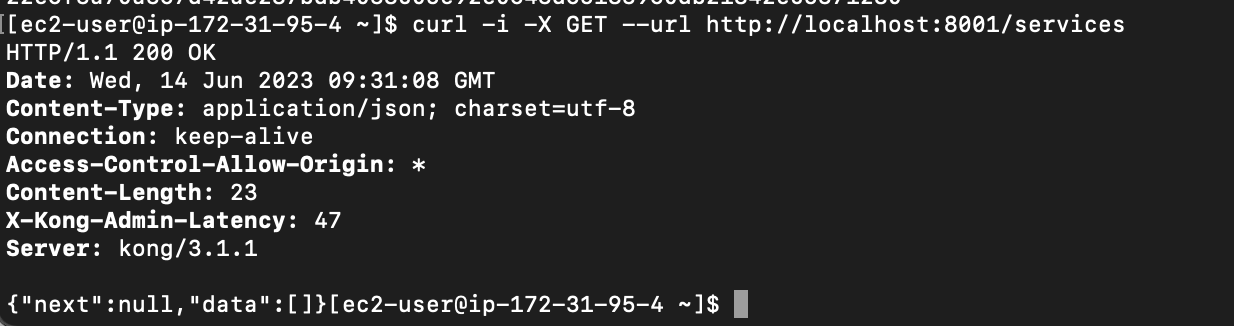 [ec2-user@ip-172-31-95-4 ~]$ curl -i -X GET --url http://localhost:8001/services
HTTP/1.1 200 OK
Date: Wed, 14 Jun 2023 09:31:08 GMT
Content-Type: application/json; charset=utf-8
Connection: keep-alive
Access-Control-Allow-Origin: *
Content-Length: 23
X-Kong-Admin-Latency: 47
Server: kong/3.1.1
{"next":null,"data":[]}[ec2-user@ip-172-31-95-4 ~]$